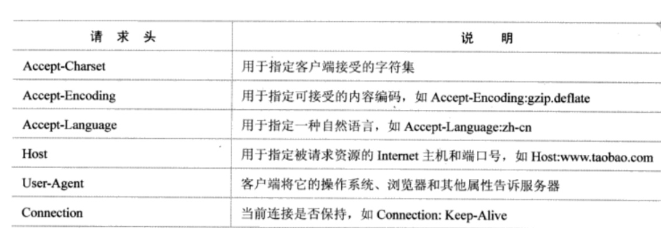 请 求 头 说 明
Accept-Charset 用于指定客户端接受的字符集
Accept-Encoding 用于指定可接受的内容编码，如 Accept-Encoding:gzip.deflate
Accept-Language 用于指定一种自然语言，如 Accept-Language:zh-cn
Host 用于指定被请求资源的 Internet 主机和端口号，如 Host:www.taobao.com
User-Agent 客户端将它的操作系统、浏览器和其他属性告诉服务器
Connection 当前连接是否保持，如 Connection: Keep-Alive